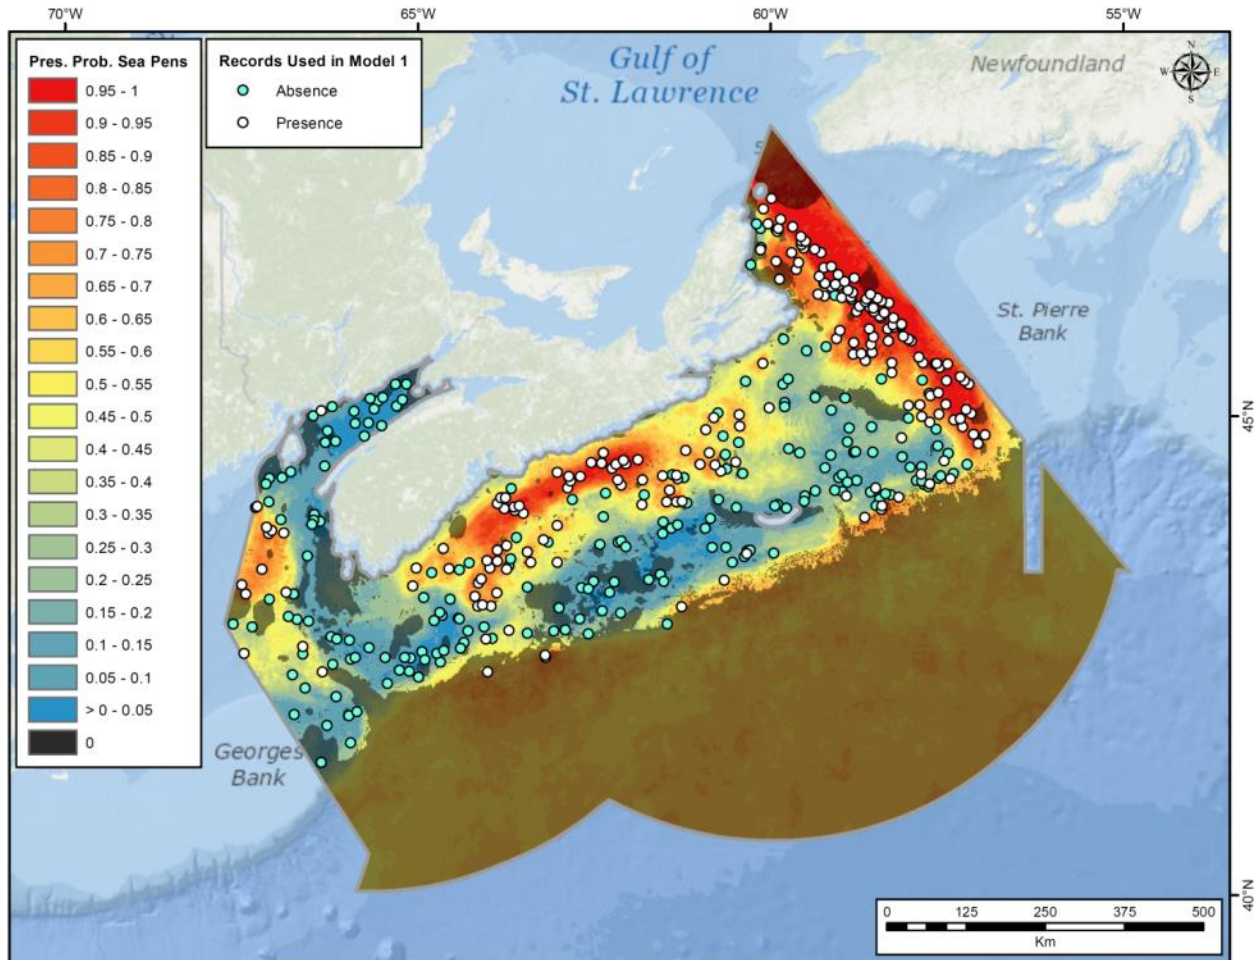 70°W 65°W 60°W 55°W
Pres. Prob. Sea Pens
0.95 - 1
0.9 - 0.95
0.85 - 0.9
0.8 - 0.85
0.75 - 0.8
0.7 - 0.75
0.65 - 0.7
0.6 - 0.65
0.55 - 0.6
0.5 - 0.55
0.45 - 0.5
0.4 - 0.45
0.35 - 0.4
0.3 - 0.35
0.25 - 0.3
0.2 - 0.25
0.15 - 0.2
0.1 - 0.15
0.05 - 0.1
> 0 - 0.05
0
Records Used in Model 1
Absence
Presence
Gulf of
St. Lawrence
Newfoundland
N
W E
S
St. Pierre
Bank
45°N
Georges
Bank
40°N
0 125 250 375 500
Km